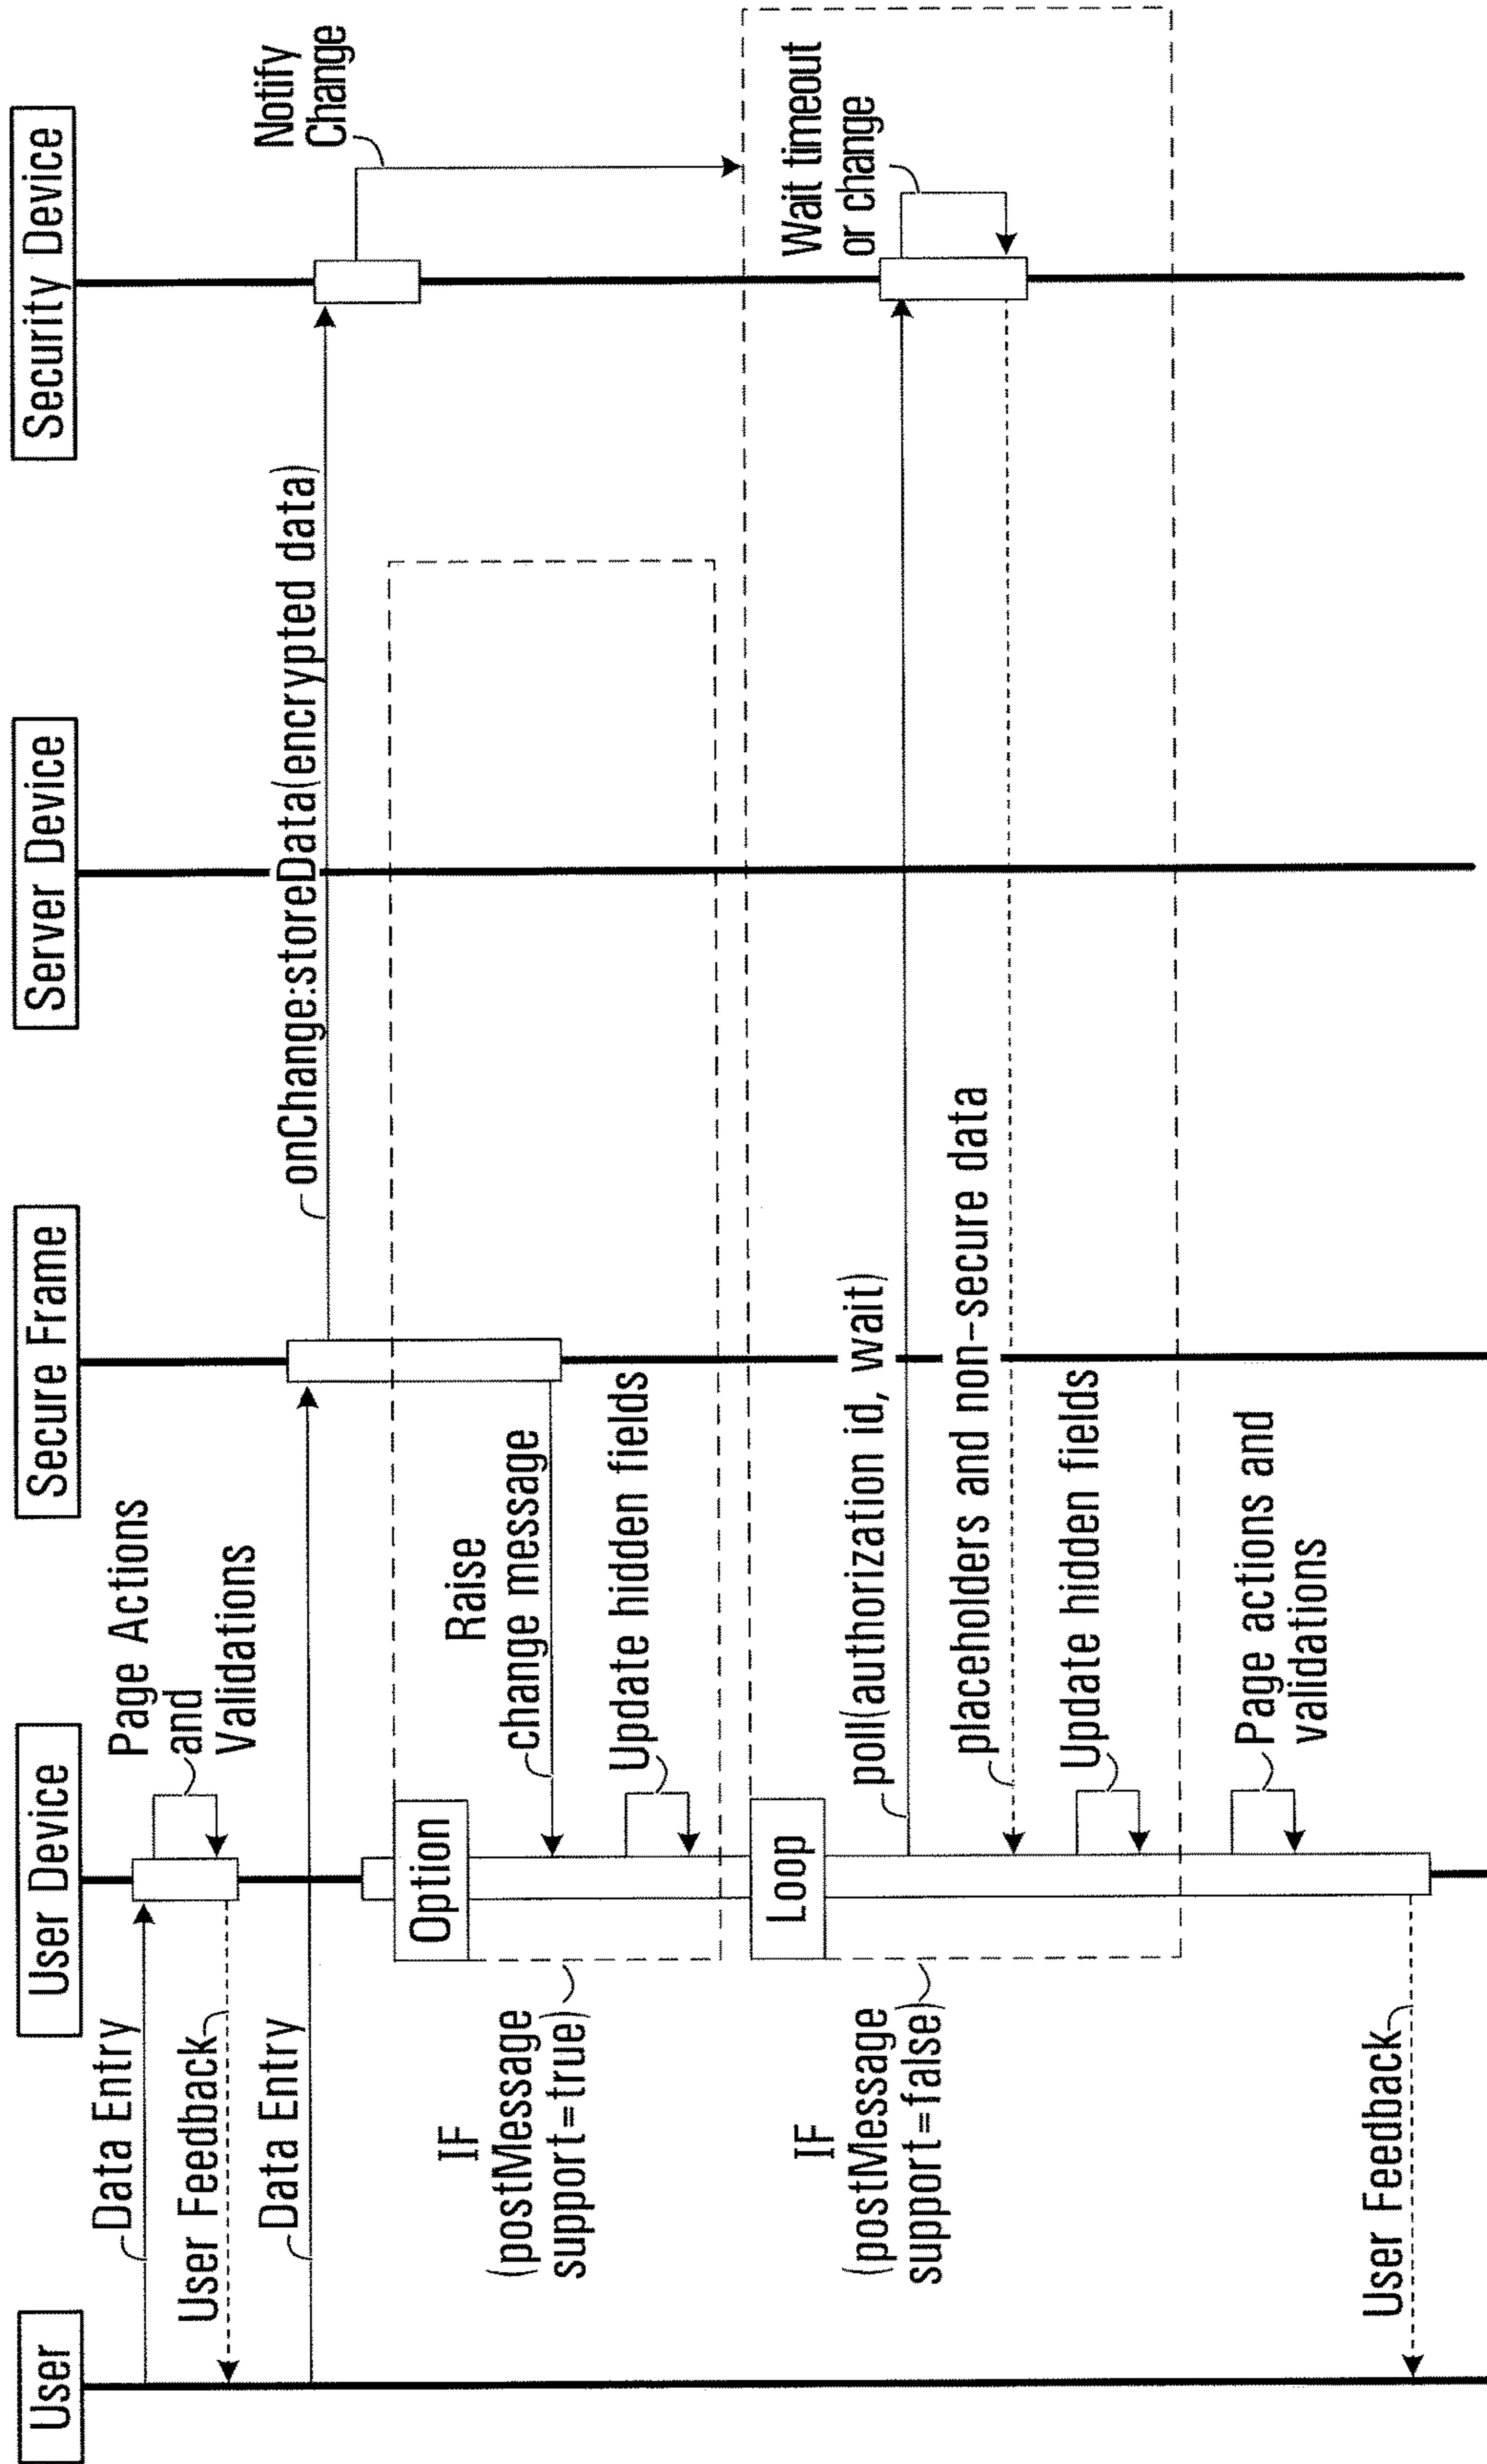 User
User Device
Secure Frame
Server Device
Security Device
Data Entry
Page Actions
and
Validations
User Feedback
Data Entry
onChange:storeData(encrypted data)
Notify
Change
Option
IF
(postMessage
support=true)
Raise
change message
Update hidden fields
Loop
IF
(postMessage
support=false)
poll(authorization id, wait)
Wait timeout
or change
placeholders and non-secure data
Update hidden fields
Page actions and
validations
User Feedback